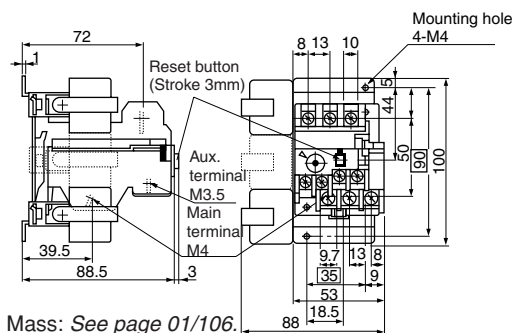 Mounting hole
4-M4
72
8 13 10
1
5
Reset button
(Stroke 3mm)
44
50
90
100
Aux.
terminal
M3.5
Main
terminal
M4
39.5
88.5
3
9.7 13 8
35 9
53
18.5
88
Mass: See page 01/106.